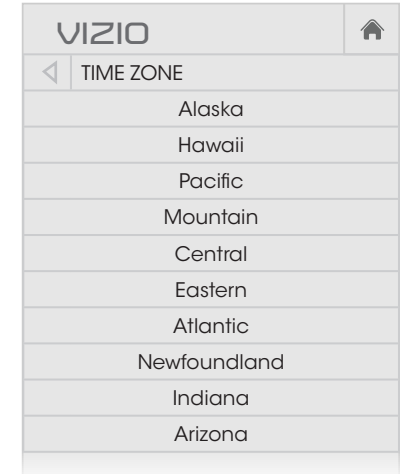 VIZIO
TIME ZONE
Alaska
Hawaii
Pacific
Mountain
Central
Eastern
Atlantic
Newfoundland
Indiana
Arizona